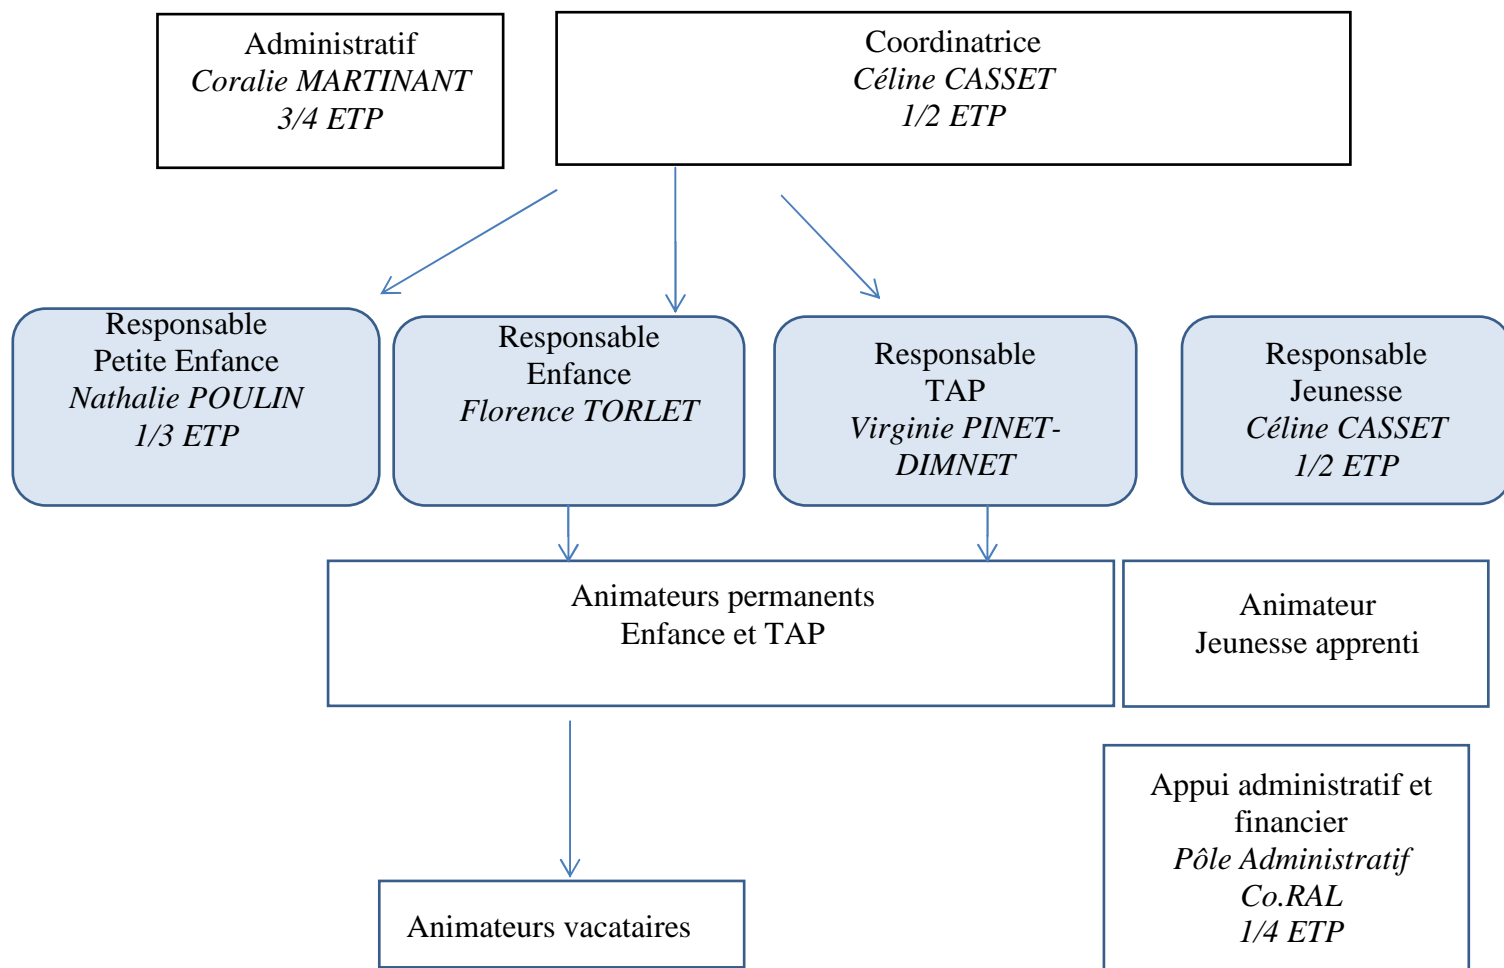 Administratif
Coralie MARTINANT
3/4 ETP
Coordinatrice
Céline CASSET
1/2 ETP
Responsable
Petite Enfance
Nathalie POULIN
1/3 ETP
Responsable
Enfance
Florence TORLET
Responsable
TAP
Virginie PINET-
DIMNET
Responsable
Jeunesse
Céline CASSET
1/2 ETP
Animateurs permanents
Enfance et TAP
Animateur
Jeunesse apprenti
Appui administratif et
financier
Pôle Administratif
Co.RAL
1/4 ETP
Animateurs vacataires